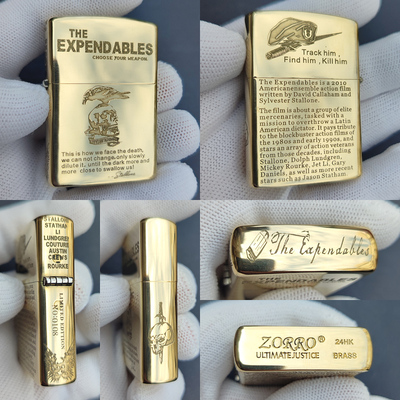 THE
EXPENDABLES
CHOOSE YOUR WEAPON.
This is how we face the death,
we can not change, only slowly
dilute it, until the dark more and
more close to swallow us!
Stallone
Track him,
Find him, Kill him
The Expendables is a 2010
Americanensemble action film
written by David Callaham and
Sylvester Stallone.
The film is about a group of elite
mercenaries, tasked with a
mission to overthrow a Latin
American dictator. It pays tribute
to the blockbuster action films of
the 1980s and early 1990s, and
stars an array of action veterans
from those decades, including
Stallone, Dolph Lundgren,
Mickey Rourke, Jet Li, Gary
Daniels, as well as more recent
stars such as Jason Statham
STALLONE
STATHAM
LI
LUNDGREN
COUTURE
AUSTIN
CREWS
ROURKE
LIMITED EDITION
The Expendables
ZORRO®
ULTIMATE JUSTICE
24HK
BRASS